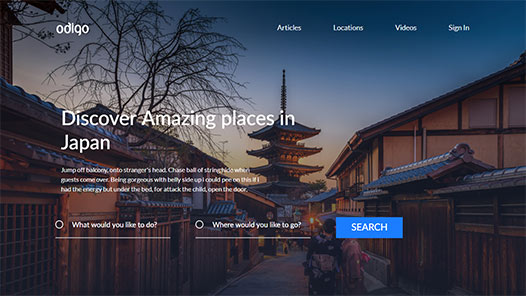 odigo
Articles
Locations
Videos
Sign In
Discover Amazing places in
Japan
Jump off balcony, onto stranger's head. Chase ball of string hide when
guests come over. Being gorgeous with belly side up i could pee on this if i
had the energy but under the bed, for attack the child, open the door,
What would you like to do?
Where would you like to go?
SEARCH